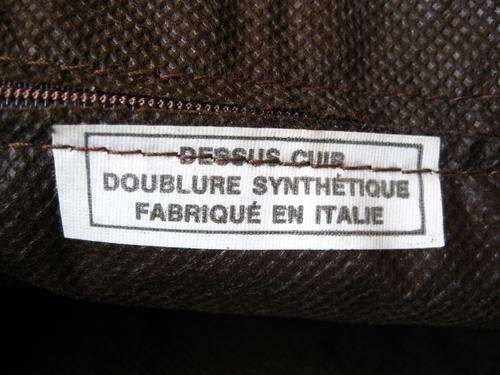 DESSUS CUIR
DOUBLURE SYNTHÉTIQUE
FABRIQUÉ EN ITALIE